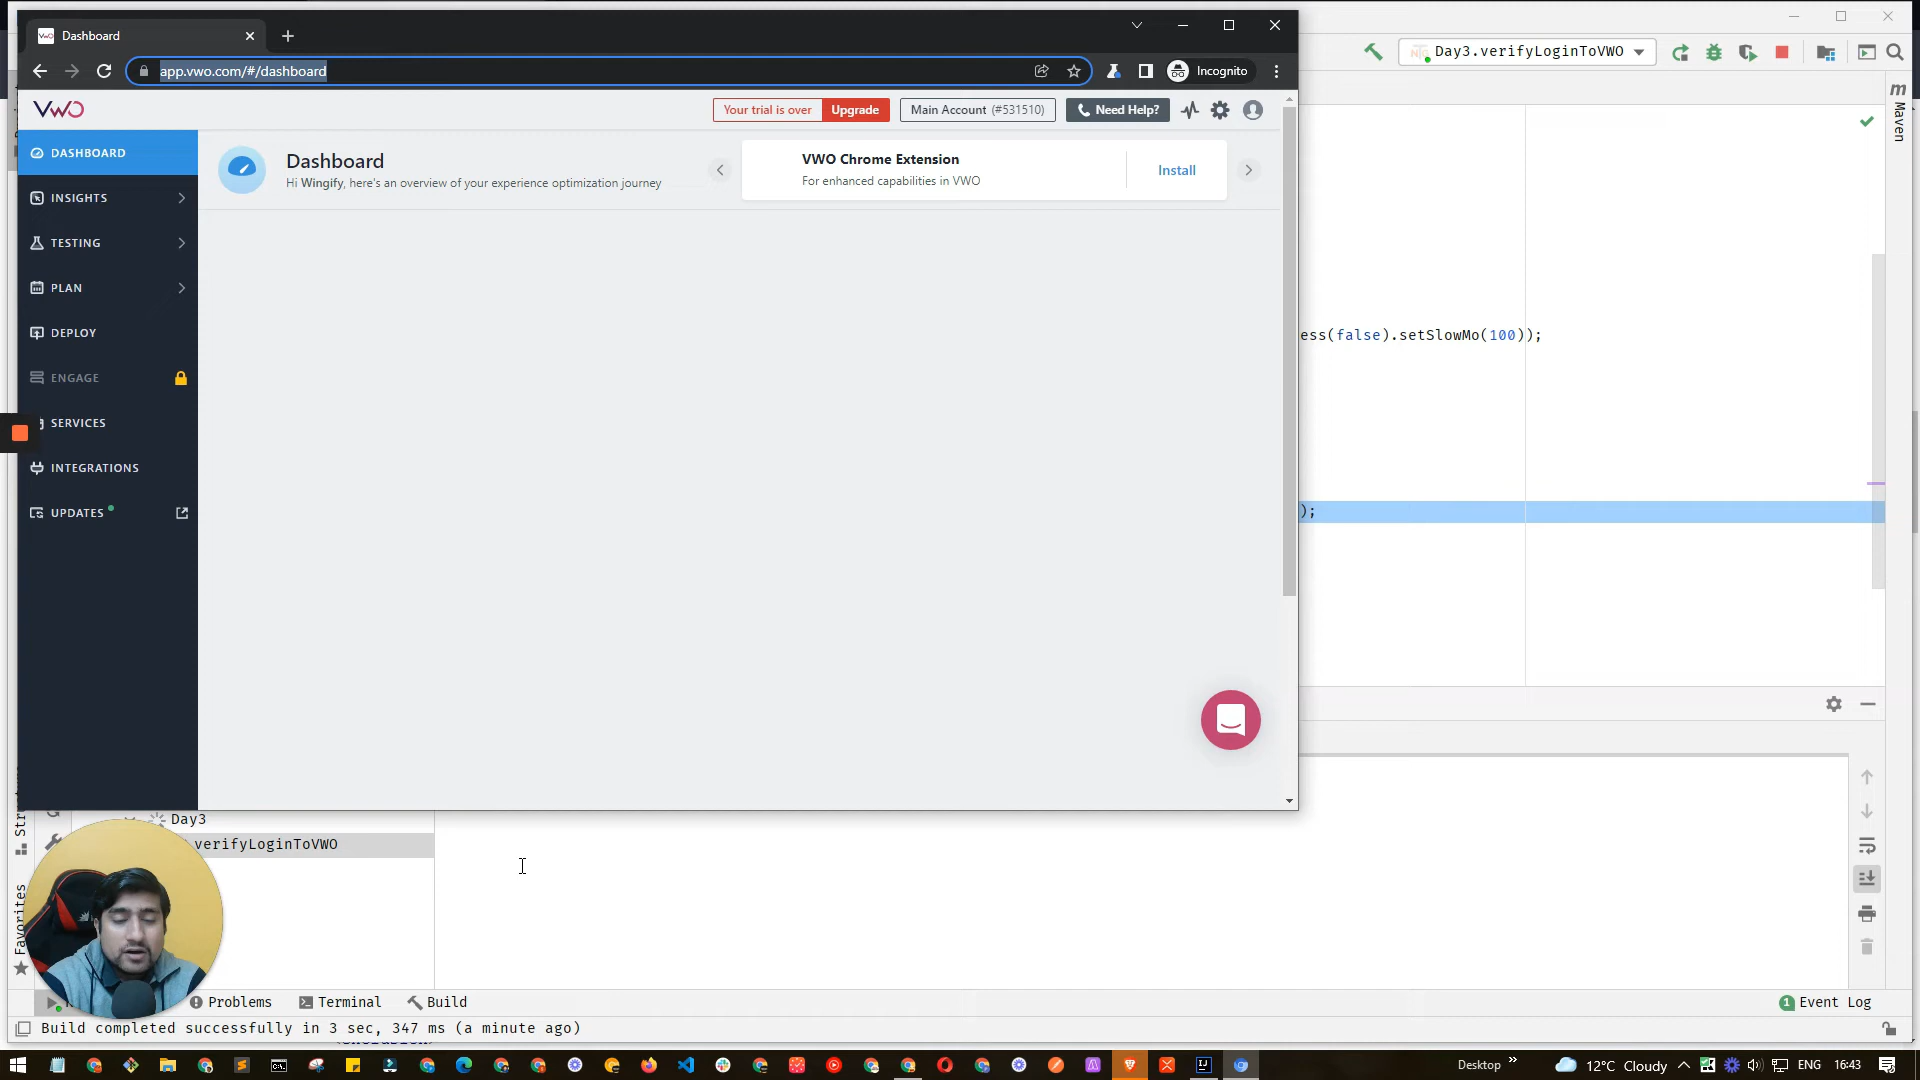 Dashboard
app.vwo.com/#/dashboard
Incognito
Day3.verifyLoginToVWO
VWO
Your trial is over
Upgrade
Main Account (#531510)
Need Help?
Maven
DASHBOARD
INSIGHTS
TESTING
PLAN
DEPLOY
ENGAGE
SERVICES
INTEGRATIONS
UPDATES
Dashboard
Hi Wingify, here's an overview of your experience optimization journey
VWO Chrome Extension
For enhanced capabilities in VWO
Install
ess(false).setSlowMo(100));
);
Day3
verifyLoginToVWO
Favorites
Problems
Terminal
Build
1 Event Log
Build completed successfully in 3 sec, 347 ms (a minute ago)
Desktop
12°C Cloudy
ENG
16:43